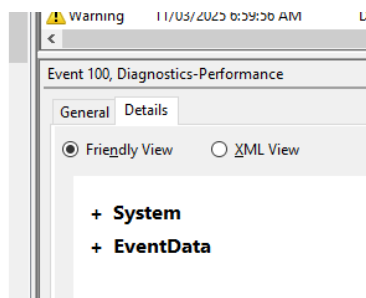 Warning 11/03/2025 6:59:56 AM
Event 100, Diagnostics-Performance
General Details
Friendly View XML View
+ System
+ EventData